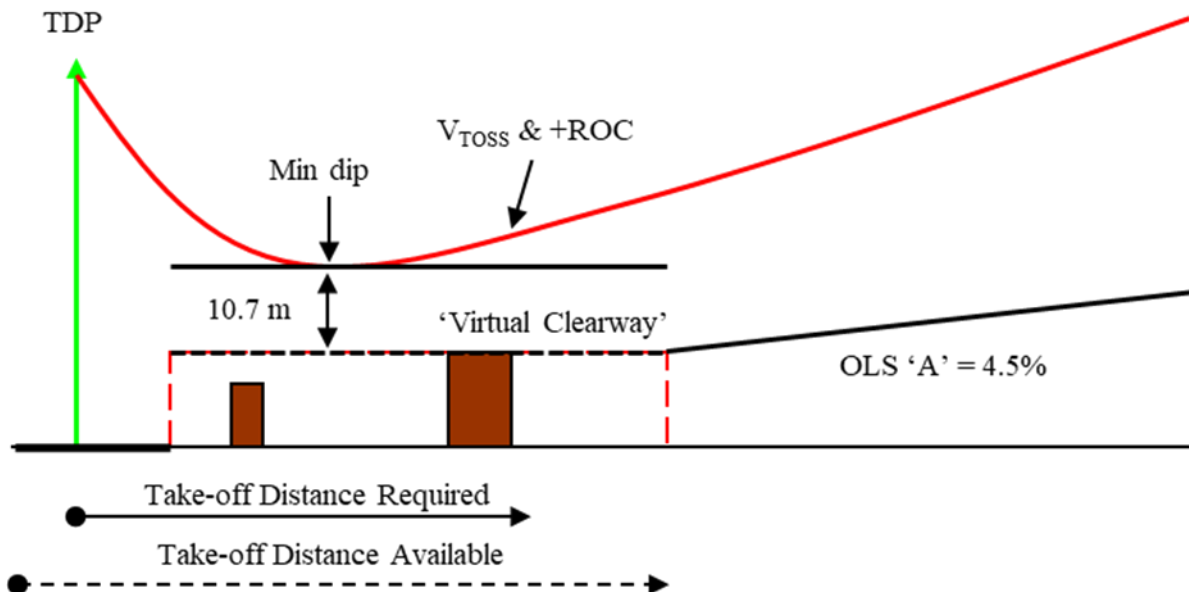 TDP
V_TOSS & +ROC
Min dip
10.7 m
‘Virtual Clearway’
OLS ‘A’ = 4.5%
Take-off Distance Required
Take-off Distance Available